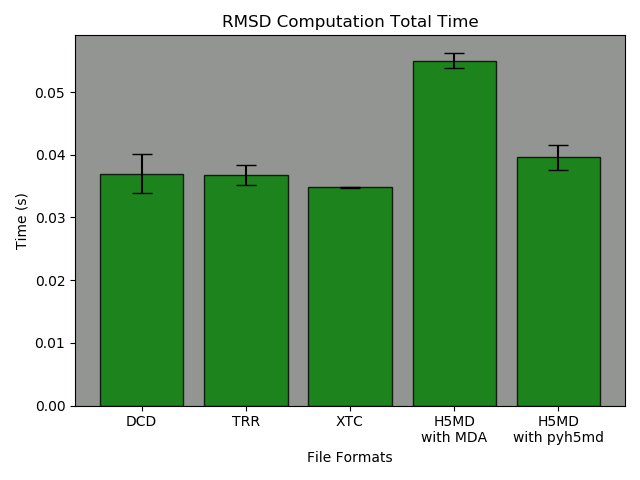 RMSD Computation Total Time
Time (s)
0.05
0.04
0.03
0.02
0.01
0.00
DCD
TRR
XTC
H5MD
with MDA
H5MD
with pyh5md
File Formats